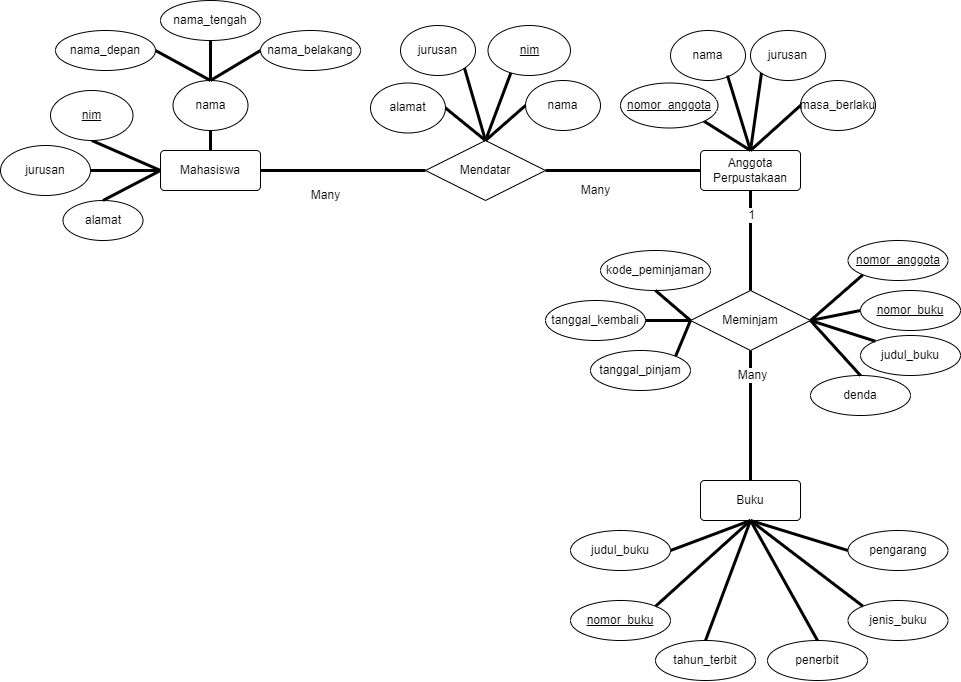 nama_tengah
nama_depan
nama_belakang
nama
nim
jurusan
alamat
Mahasiswa
Many
jurusan
nim
alamat
nama
Mendatar
Many
nama
jurusan
nomor_anggota
masa_berlaku
Anggota
Perpustakaan
1
kode_peminjaman
tanggal_kembali
tanggal_pinjam
Meminjam
nomor_anggota
nomor_buku
judul_buku
denda
Many
Buku
judul_buku
nomor_buku
tahun_terbit
penerbit
jenis_buku
pengarang